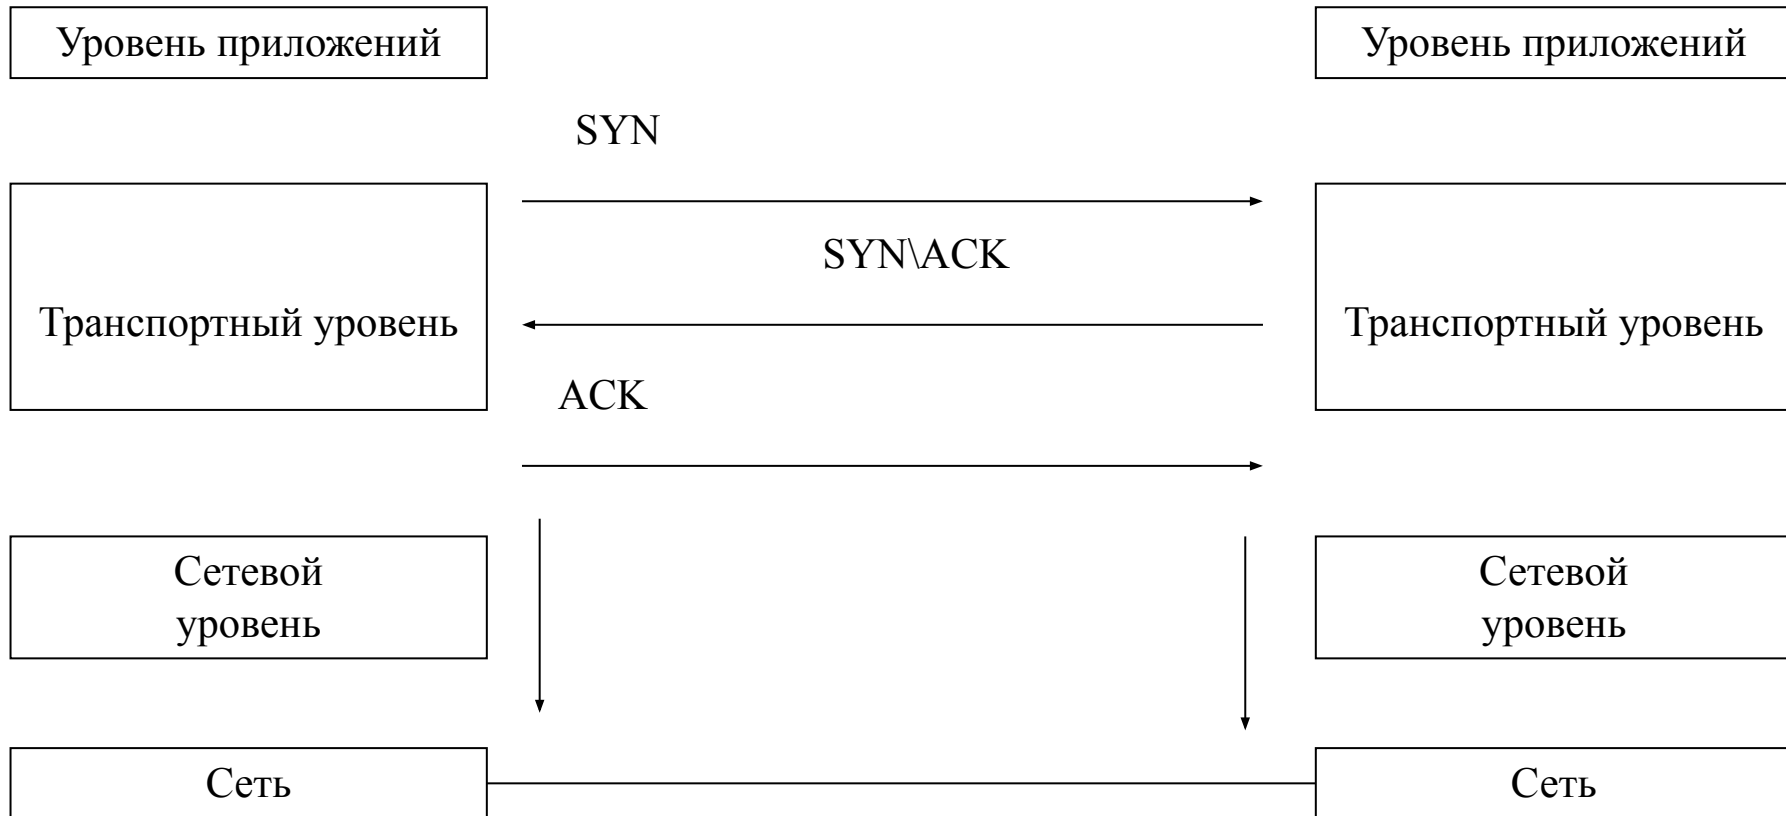 Уровень приложений
Уровень приложений
SYN
SYN\ACK
Транспортный уровень
Транспортный уровень
ACK
Сетевой
уровень
Сетевой
уровень
Сеть
Сеть